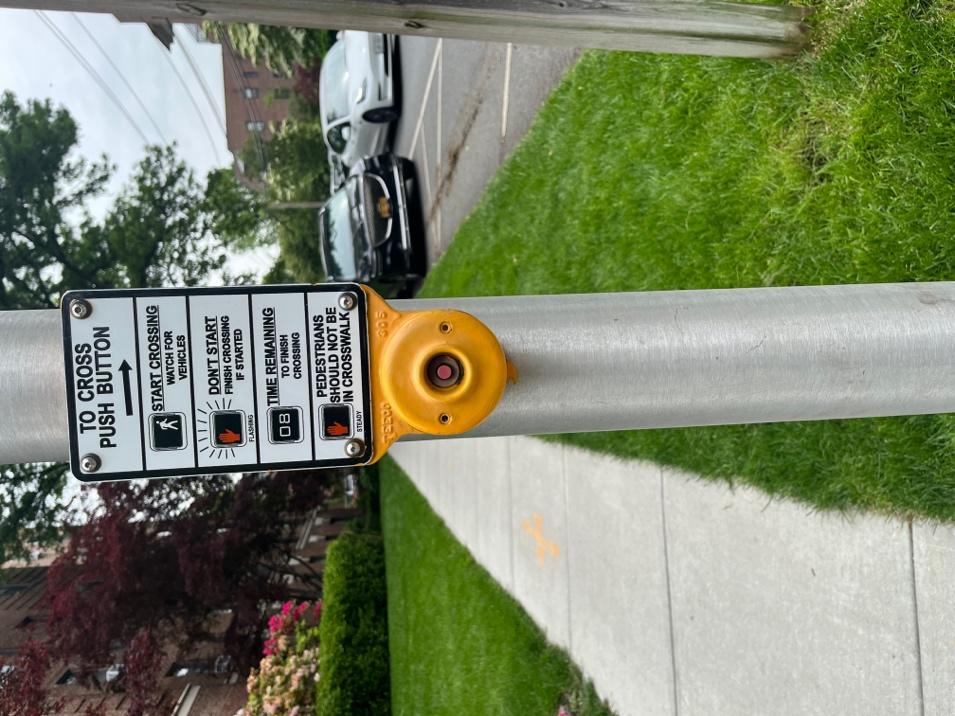 TO CROSS
PUSH BUTTON
START CROSSING
WATCH FOR
VEHICLES
DON'T START
FINISH CROSSING
IF STARTED
FLASHING
TIME REMAINING
TO FINISH
CROSSING
08
PEDESTRIANS
SHOULD NOT BE
IN CROSSWALK
STEADY